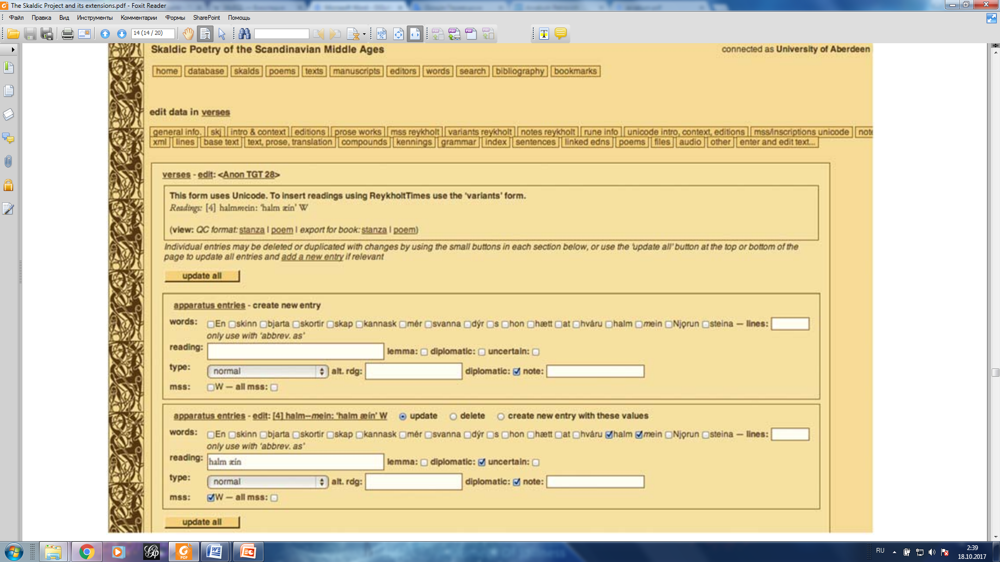 The Skaldic Project and its extensions.pdf - Foxit Reader
Файл Правка Вид Инструменты Комментарии Формы SharePoint Помощь
14 (14 / 20)
Skaldic Poetry of the Scandinavian Middle Ages
connected as University of Aberdeen
home database skalds poems texts manuscripts editors words search bibliography bookmarks
edit data in verses
general info. skj intro & context editions prose works mss reykholt variants reykholt notes reykholt rune info unicode intro, context, editions mss/inscriptions unicode note
xml lines base text text, prose, translation compounds kennings grammar index sentences linked edns poems files audio other enter and edit text...
verses - edit: <Anon TGT 28>
This form uses Unicode. To insert readings using ReykholtTimes use the 'variants' form.
Readings: [4] halmmein: 'halm æin' W
(view: QC format: stanza | poem | export for book: stanza | poem)
Individual entries may be deleted or duplicated with changes by using the small buttons in each section below, or use the 'update all' button at the top or bottom of the
page to update all entries and add a new entry if relevant
update all
apparatus entries - create new entry
words: En skinn bjarta skortir skap kannask mér svanna dýr s hon hætt at hváru halm mein Njǫrun steina — lines:
only use with 'abbrev. as'
reading: lemma: diplomatic: uncertain:
type: normal alt. rdg: diplomatic: note:
mss: W — all mss:
apparatus entries - edit: [4] halm—mein: 'halm æin' W update delete create new entry with these values
words: En skinn bjarta skortir skap kannask mér svanna dýr s hon hætt at hváru halm mein Njǫrun steina — lines:
only use with 'abbrev. as'
reading: halm æin lemma: diplomatic: uncertain:
type: normal alt. rdg: diplomatic: note:
mss: W — all mss:
update all
RU
2:39
18.10.2017